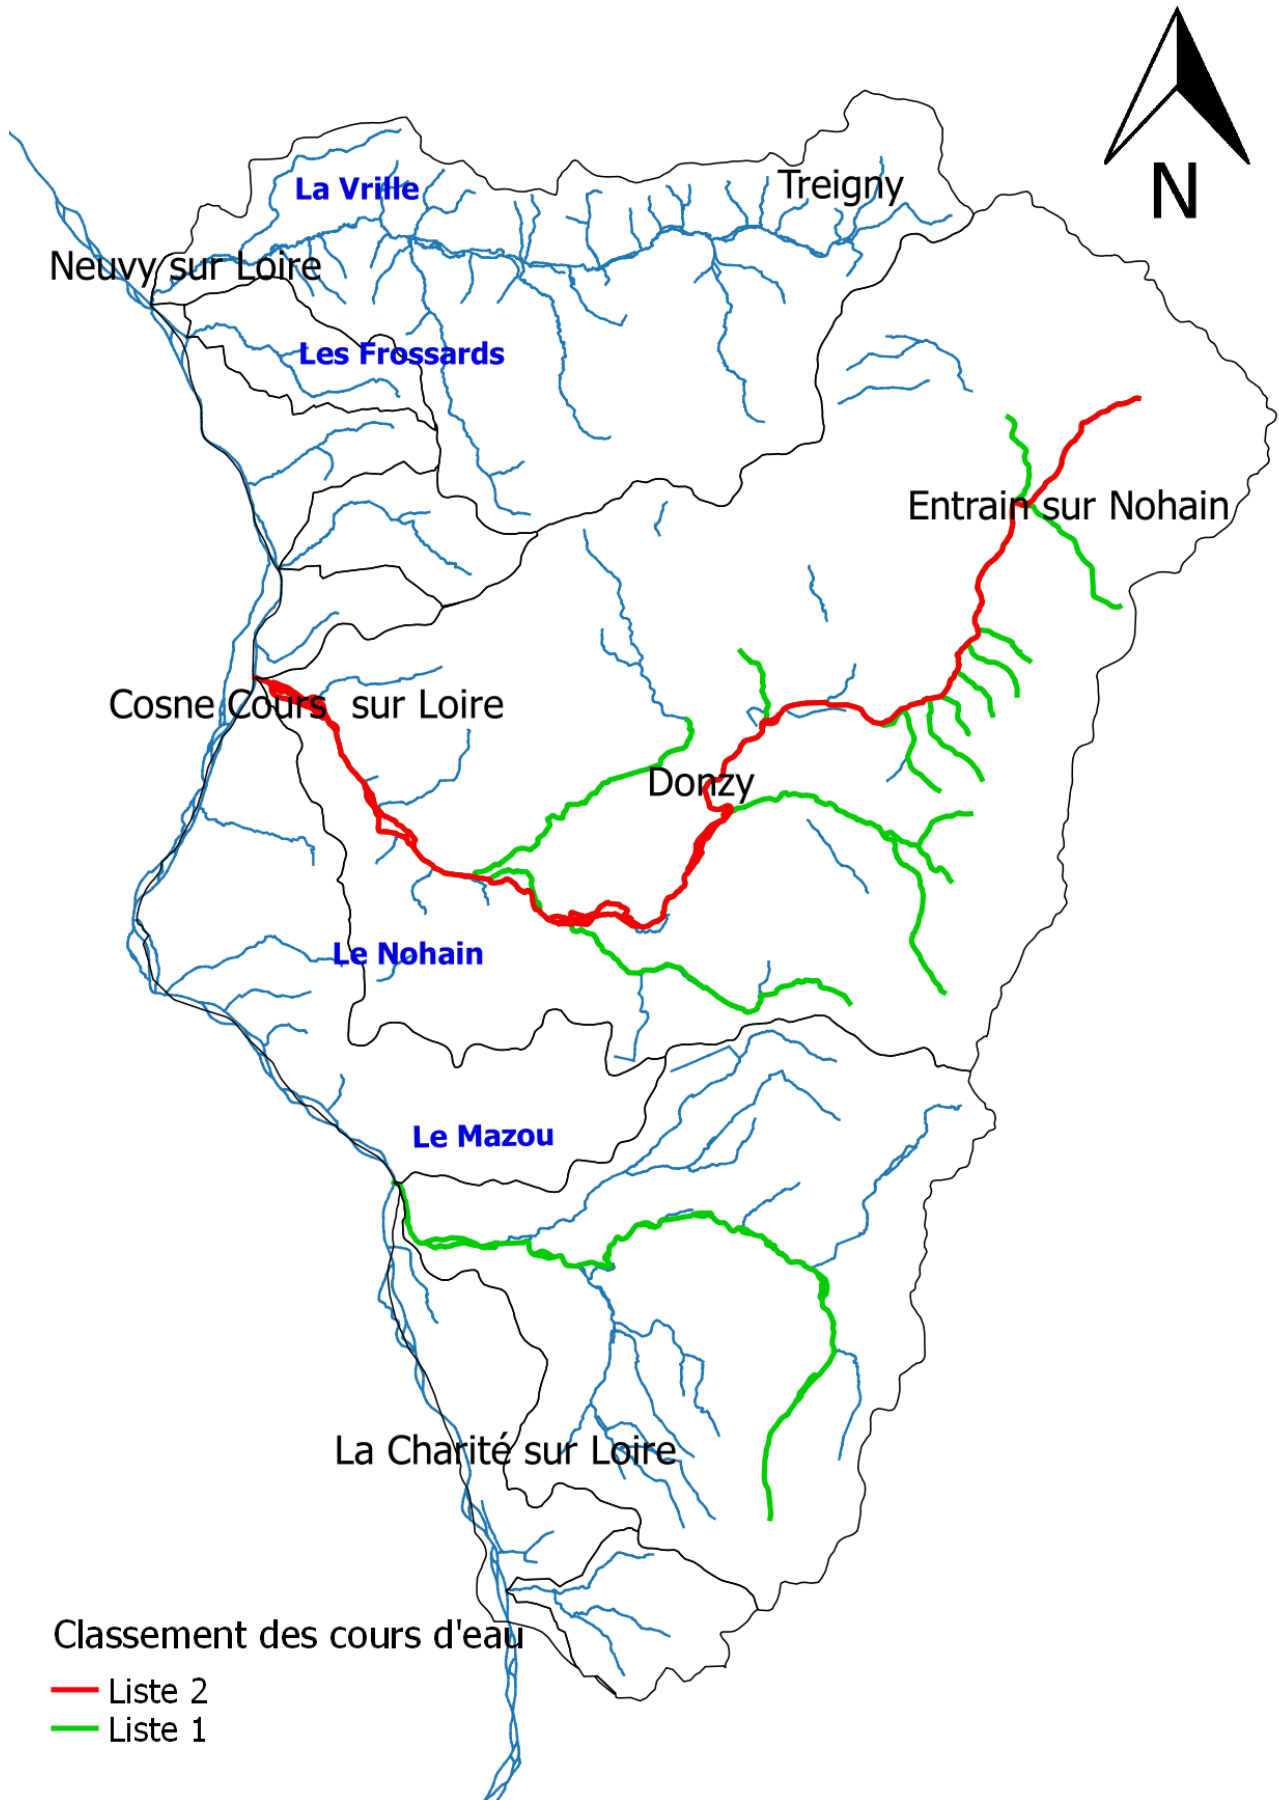 N
Treigny
La Vrille
Neuvy sur Loire
Les Frossards
Entrain sur Nohain
Cosne Cours sur Loire
Donzy
Le Nohain
Le Mazou
La Charité sur Loire
Classement des cours d'eau
Liste 2
Liste 1